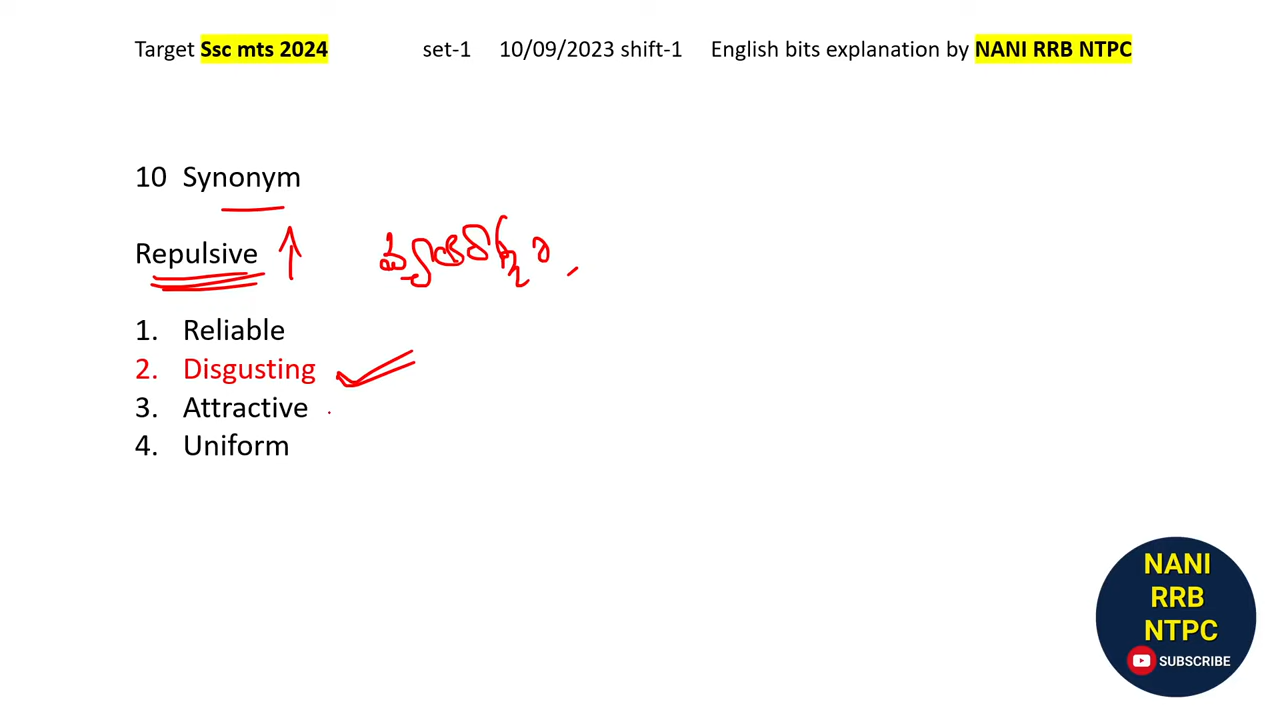 Target Ssc mts 2024 set-1 10/09/2023 shift-1 English bits explanation by NANI RRB NTPC
10 Synonym
Repulsive
1. Reliable
2. Disgusting
3. Attractive
4. Uniform
NANI
RRB
NTPC
SUBSCRIBE